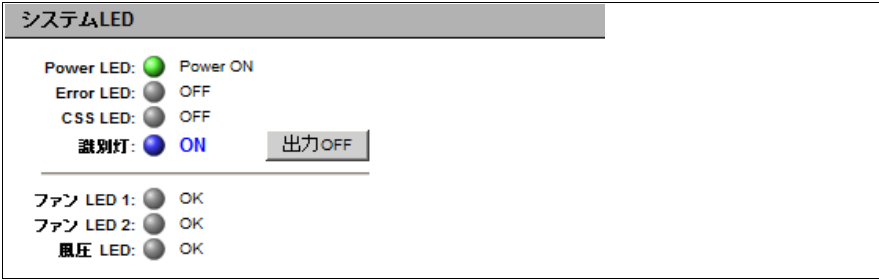 システムLED
Power LED: Power ON
Error LED: OFF
CSS LED: OFF
識別灯: ON 出力OFF
ファン LED 1: OK
ファン LED 2: OK
風圧 LED: OK